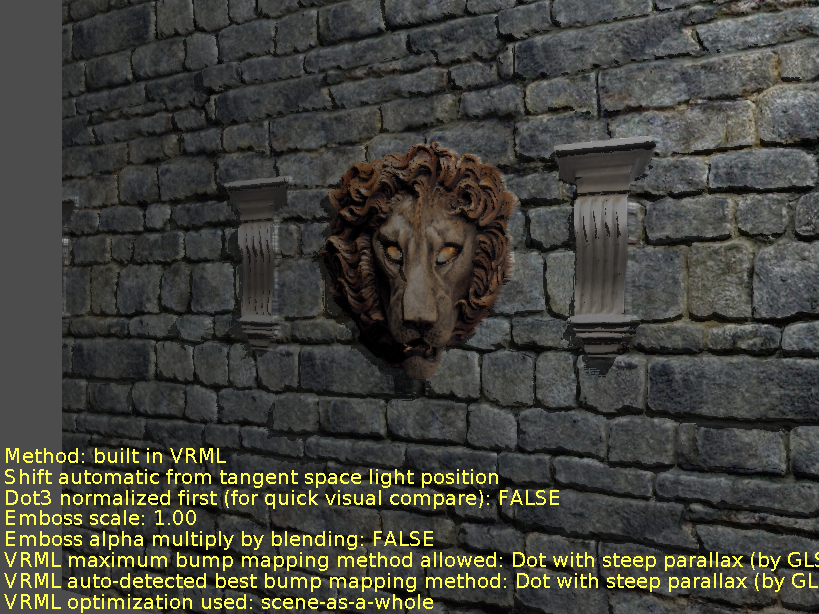 Method: built in VRML
Shift automatic from tangent space light position
Dot3 normalized first (for quick visual compare): FALSE
Emboss scale: 1.00
Emboss alpha multiply by blending: FALSE
VRML maximum bump mapping method allowed: Dot with steep parallax (by GLS
VRML auto-detected best bump mapping method: Dot with steep parallax (by GL
VRML optimization used: scene-as-a-whole